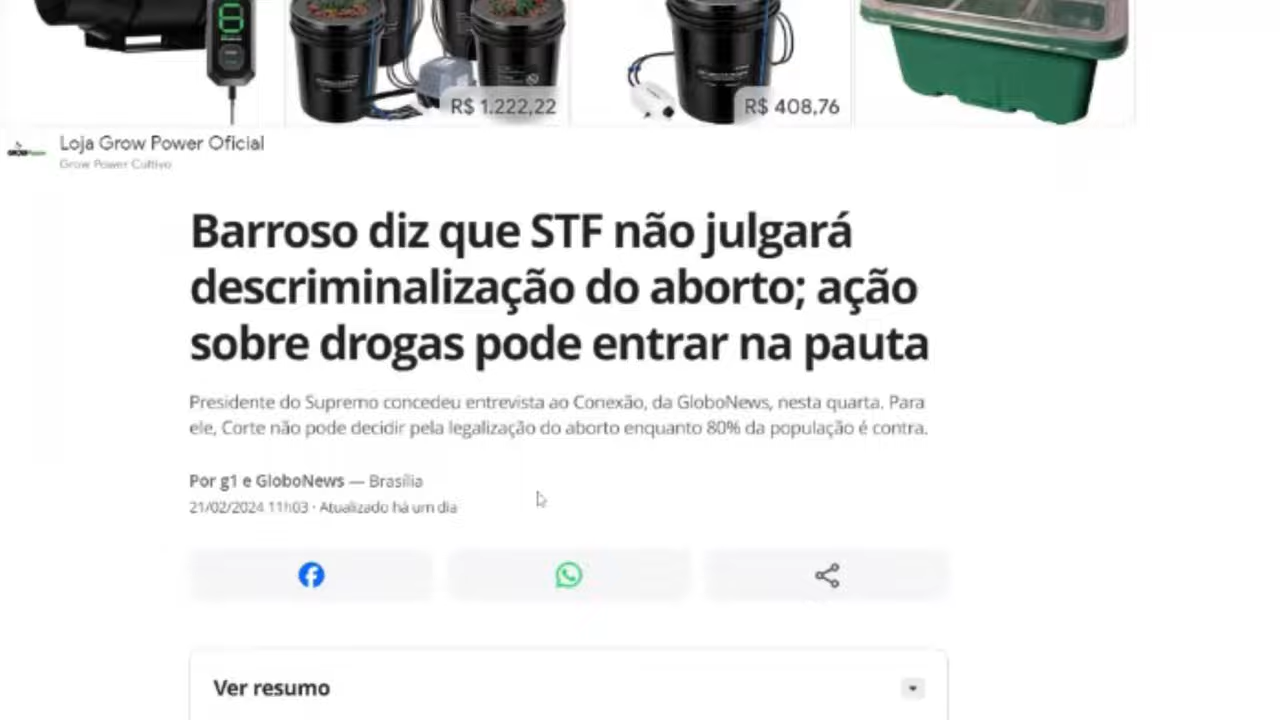 R$ 1.222,22
R$ 408,76
Loja Grow Power Oficial
Grow Power Cultivo
Barroso diz que STF não julgará
descriminalização do aborto; ação
sobre drogas pode entrar na pauta
Presidente do Supremo concedeu entrevista ao Conexão, da GloboNews, nesta quarta. Para
ele, Corte não pode decidir pela legalização do aborto enquanto 80% da população é contra.
Por g1 e GloboNews — Brasília
21/02/2024 11h03 · Atualizado há um dia
Ver resumo